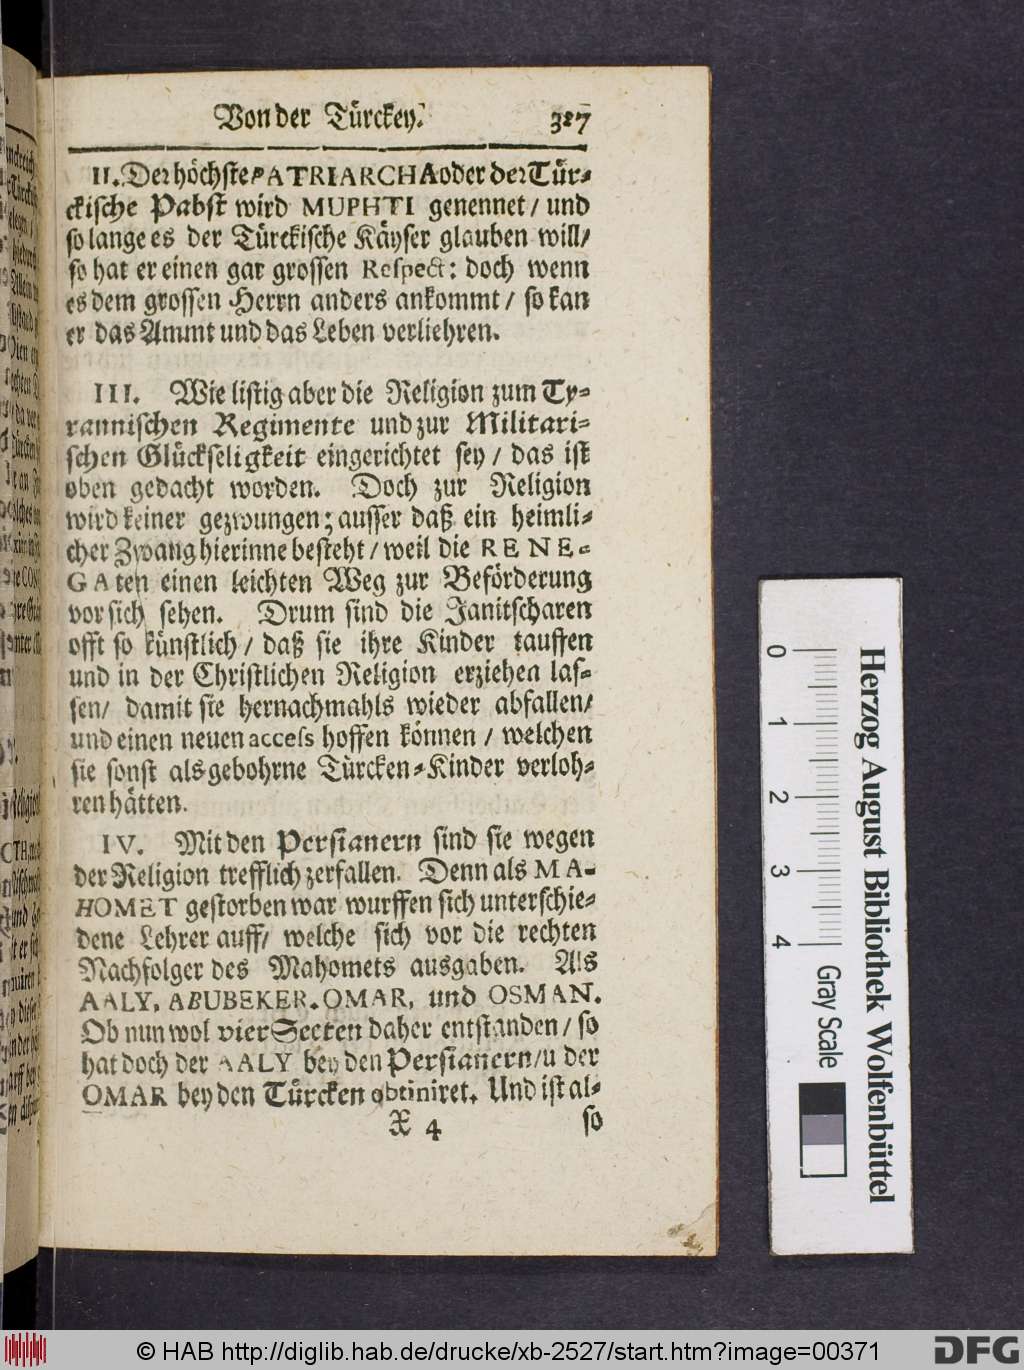 Von der Türckey. 327
II. Der höchste PATRIARCHA oder der Tür-
ckische Pabst wird MUPHTI genennet / und
so lange es der Türckische Käyser glauben will /
so hat er einen gar grossen Respect: doch wenn
es dem grossen Herrn anders ankommt / so kan
er das Ammt und das Leben verliehren.
III. Wie listig aber die Religion zum Ty-
rannischen Regimente und zur Militari-
schen Glückseligkeit eingerichtet sey / das ist
oben gedacht worden. Doch zur Religion
wird keiner gezwungen; ausser daß ein heimli-
cher Zwang hierinne besteht / weil die RENE-
GAten einen leichten Weg zur Beförderung
vor sich sehen. Drum sind die Janitscharen
offt so künstlich / daß sie ihre Kinder tauffen
und in der Christlichen Religion erziehen las-
sen / damit sie hernachmahls wieder abfallen /
und einen neuen access hoffen können / welchen
sie sonst als gebohrne Türcken-Kinder verloh-
ren hätten.
IV. Mit den Persianern sind sie wegen
der Religion trefflich zerfallen. Denn als MA-
HOMET gestorben war wurffen sich unterschie-
dene Lehrer auff / welche sich vor die rechten
Nachfolger des Mahomets ausgaben. Als
AALY, ABUBEKER. OMAR, und OSMAN.
Ob nun wol vier Secten daher entstanden / so
hat doch der AALY bey den Persianern / u der
OMAR bey den Türcken obtiniret. Und ist al-
X 4 so
0 1 2 3 4
Gray Scale
Herzog August Bibliothek Wolfenbüttel
© HAB http://diglib.hab.de/drucke/xb-2527/start.htm?image=00371
DFG